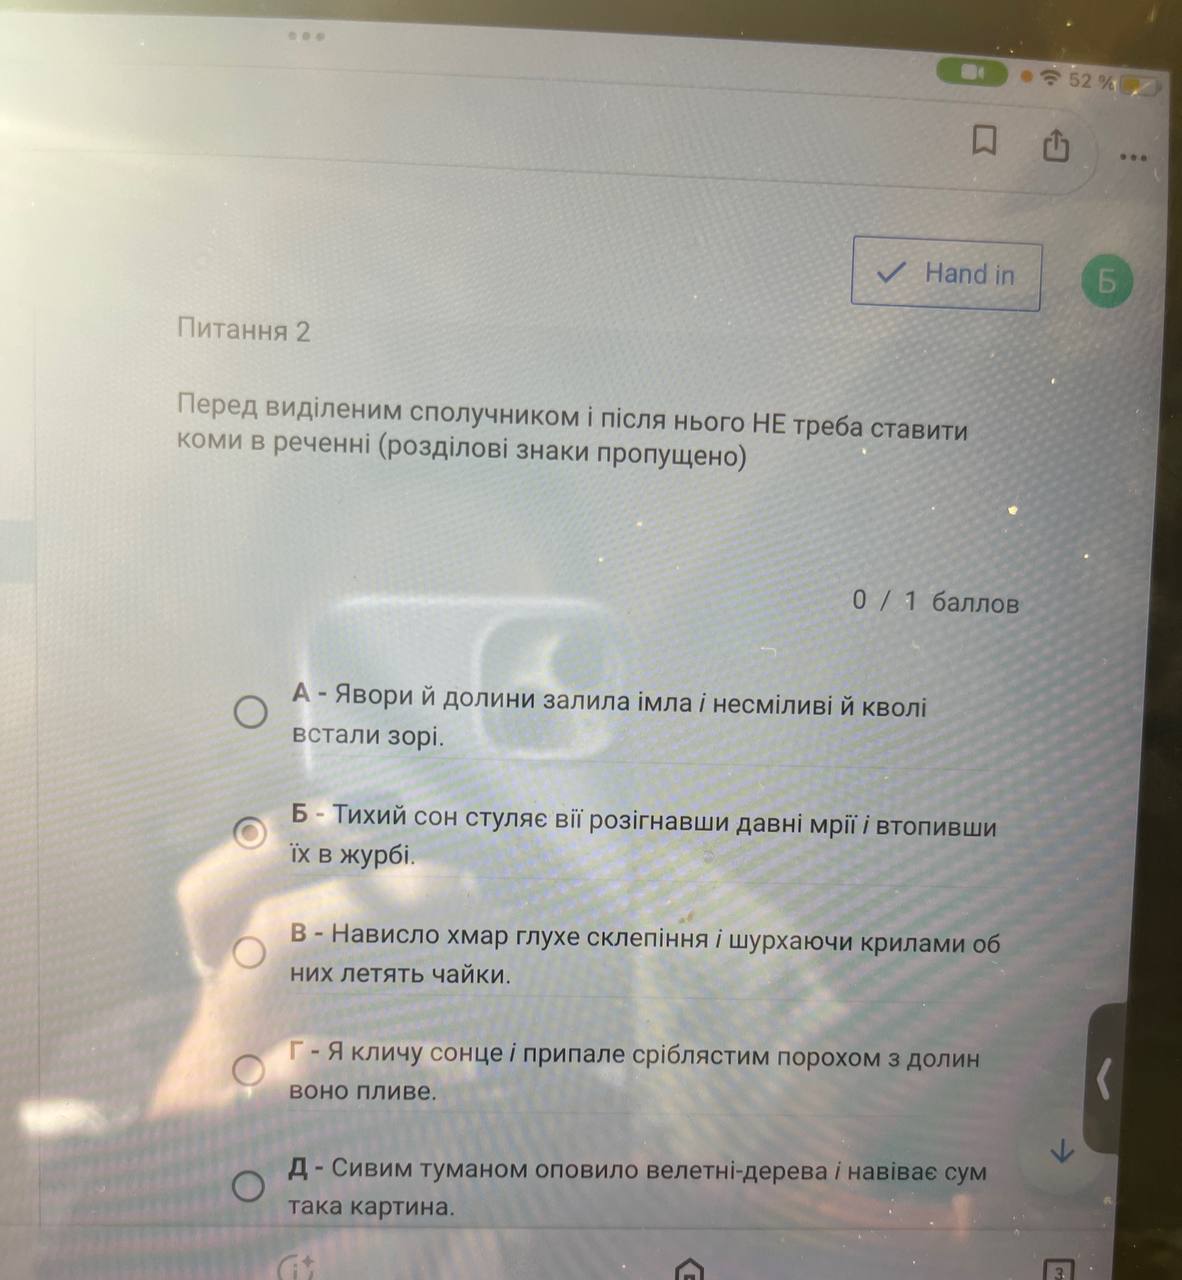 52 %
Hand in
Б
Питання 2
Перед виділеним сполучником і після нього НЕ треба ставити
коми в реченні (розділові знаки пропущено)
0 / 1 баллов
А - Явори й долини залила імла і несміливі й кволі
встали зорі.
Б - Тихий сон стуляє вії розігнавши давні мрії і втопивши
їх в журбі.
В - Нависло хмар глухе склепіння і шурхаючи крилами об
них летять чайки.
Г - Я кличу сонце і припале сріблястим порохом з долин
воно пливе.
Д - Сивим туманом оповило велетні-дерева і навіває сум
така картина.
3